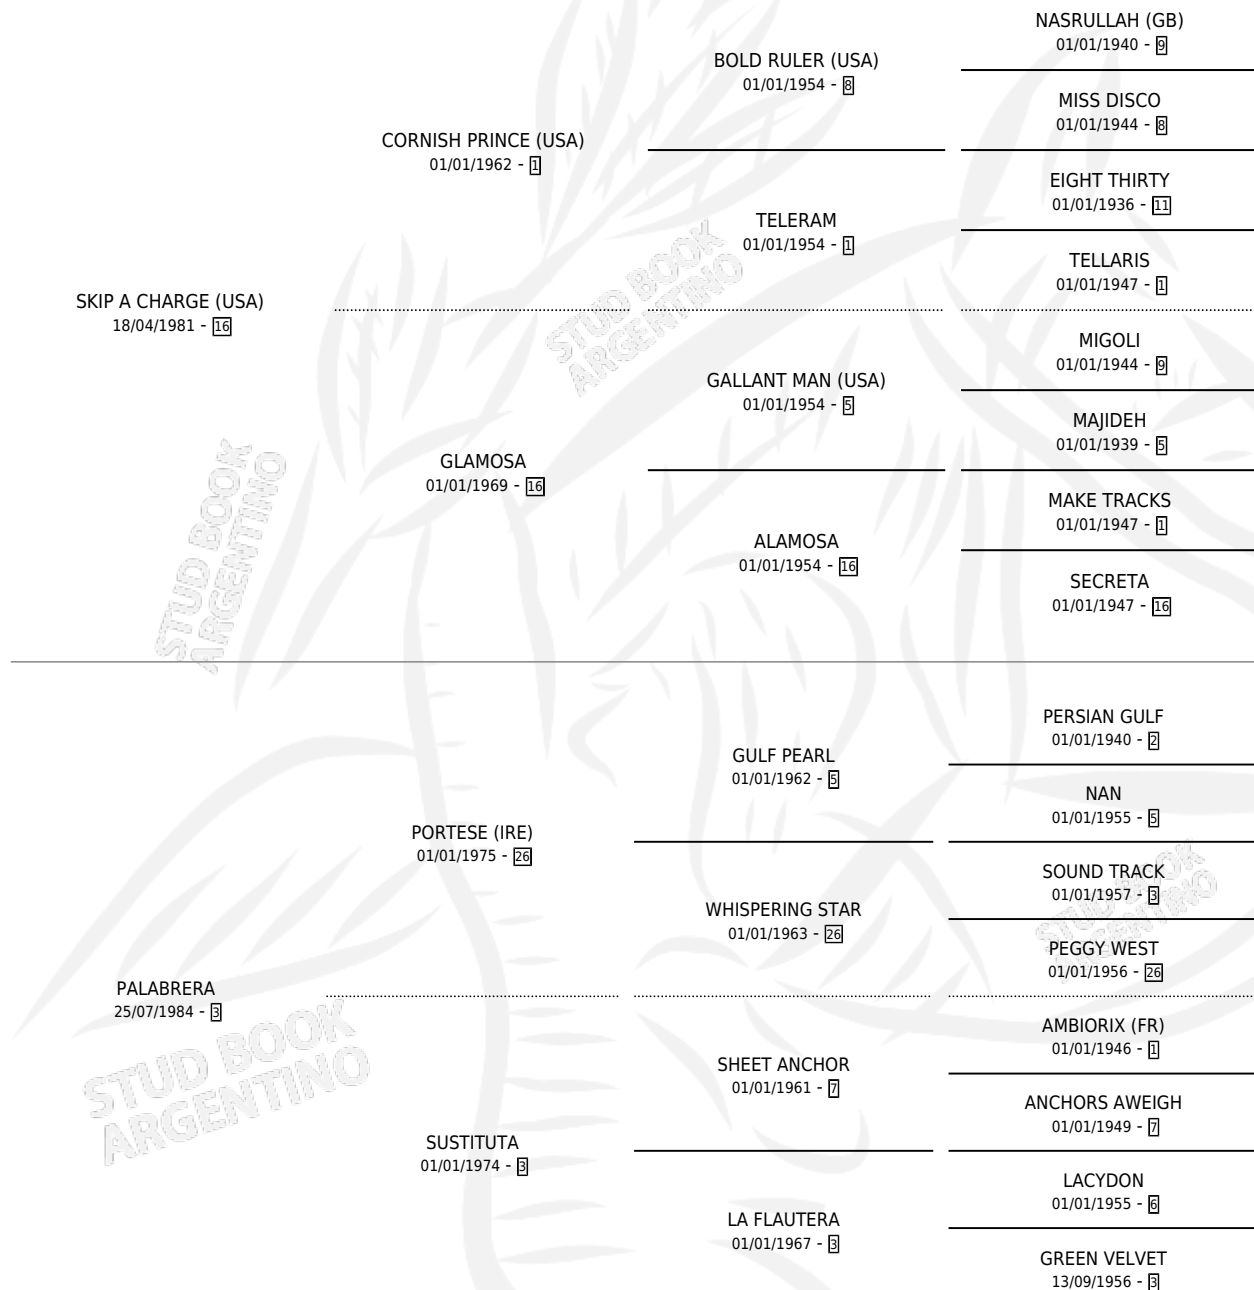 NASRULLAH (GB)
01/01/1940 - 9
BOLD RULER (USA)
01/01/1954 - 8
MISS DISCO
01/01/1944 - 8
CORNISH PRINCE (USA)
01/01/1962 - 1
EIGHT THIRTY
01/01/1936 - 11
TELERAM
01/01/1954 - 1
TELLARIS
01/01/1947 - 1
SKIP A CHARGE (USA)
18/04/1981 - 16
MIGOLI
01/01/1944 - 9
GALLANT MAN (USA)
01/01/1954 - 5
MAJIDEH
01/01/1939 - 5
GLAMOSA
01/01/1969 - 16
MAKE TRACKS
01/01/1947 - 1
ALAMOSA
01/01/1954 - 16
SECRETA
01/01/1947 - 16
STUD BOOK
ARGENTINO
STUD BOOK
ARGENTINO
PERSIAN GULF
01/01/1940 - 2
GULF PEARL
01/01/1962 - 5
NAN
01/01/1955 - 5
PORTESE (IRE)
01/01/1975 - 26
SOUND TRACK
01/01/1957 - 3
WHISPERING STAR
01/01/1963 - 26
PEGGY WEST
01/01/1956 - 26
PALABRERA
25/07/1984 - 3
AMBIORIX (FR)
01/01/1946 - 1
SHEET ANCHOR
01/01/1961 - 7
ANCHORS AWEIGH
01/01/1949 - 7
SUSTITUTA
01/01/1974 - 3
LACYDON
01/01/1955 - 6
LA FLAUTERA
01/01/1967 - 3
GREEN VELVET
13/09/1956 - 3
STUD BOOK
ARGENTINO
STUD BOOK
ARGENTINO